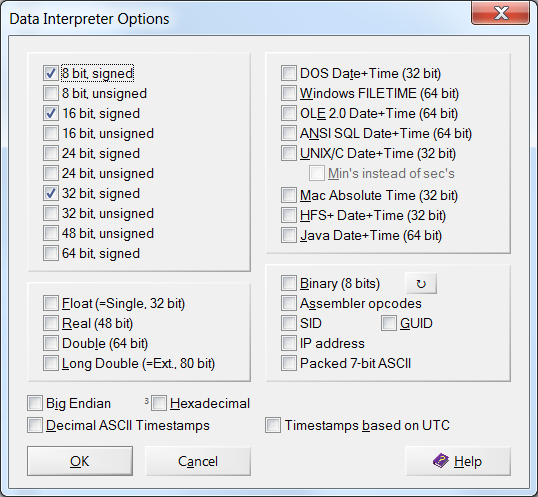 Data Interpreter Options
8 bit, signed
8 bit, unsigned
16 bit, signed
16 bit, unsigned
24 bit, signed
24 bit, unsigned
32 bit, signed
32 bit, unsigned
48 bit, unsigned
64 bit, signed
DOS Date+Time (32 bit)
Windows FILETIME (64 bit)
OLE 2.0 Date+Time (64 bit)
ANSI SQL Date+Time (64 bit)
UNIX/C Date+Time (32 bit)
Min's instead of sec's
Mac Absolute Time (32 bit)
HFS+ Date+Time (32 bit)
Java Date+Time (64 bit)
Float (=Single, 32 bit)
Real (48 bit)
Double (64 bit)
Long Double (=Ext., 80 bit)
Binary (8 bits) ↻
Assembler opcodes
SID GUID
IP address
Packed 7-bit ASCII
Big Endian ³ Hexadecimal
Decimal ASCII Timestamps Timestamps based on UTC
OK Cancel Help